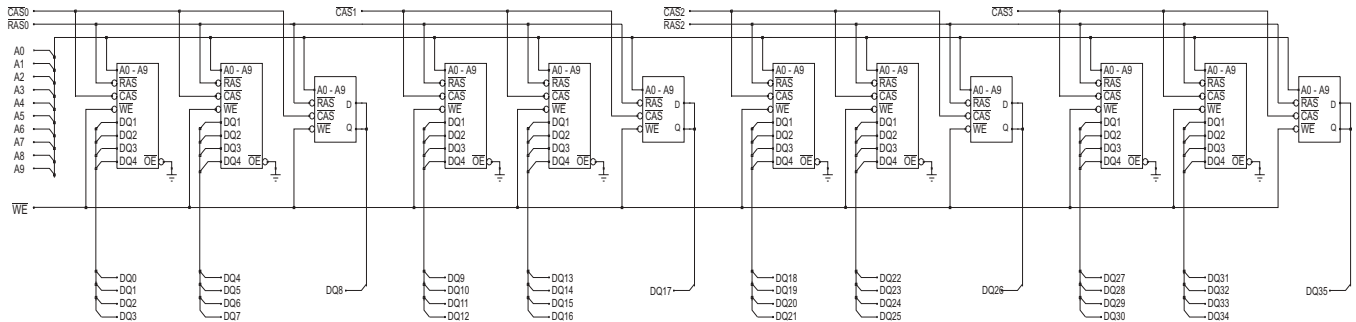 CAS0 CAS1 CAS2 CAS3
RAS0 RAS2
A0
A1
A2
A3
A4
A5
A6
A7
A8
A9
WE
A0 - A9
RAS
CAS
WE
DQ1
DQ2
DQ3
DQ4 OE
A0 - A9
RAS
CAS
WE
DQ1
DQ2
DQ3
DQ4 OE
A0 - A9
RAS D
CAS
WE Q
A0 - A9
RAS
CAS
WE
DQ1
DQ2
DQ3
DQ4 OE
A0 - A9
RAS
CAS
WE
DQ1
DQ2
DQ3
DQ4 OE
A0 - A9
RAS D
CAS
WE Q
A0 - A9
RAS
CAS
WE
DQ1
DQ2
DQ3
DQ4 OE
A0 - A9
RAS
CAS
WE
DQ1
DQ2
DQ3
DQ4 OE
A0 - A9
RAS D
CAS
WE Q
A0 - A9
RAS
CAS
WE
DQ1
DQ2
DQ3
DQ4 OE
A0 - A9
RAS
CAS
WE
DQ1
DQ2
DQ3
DQ4 OE
A0 - A9
RAS D
CAS
WE Q
DQ0
DQ1
DQ2
DQ3
DQ4
DQ5
DQ6
DQ7
DQ8
DQ9
DQ10
DQ11
DQ12
DQ13
DQ14
DQ15
DQ16
DQ17
DQ18
DQ19
DQ20
DQ21
DQ22
DQ23
DQ24
DQ25
DQ26
DQ27
DQ28
DQ29
DQ30
DQ31
DQ32
DQ33
DQ34
DQ35